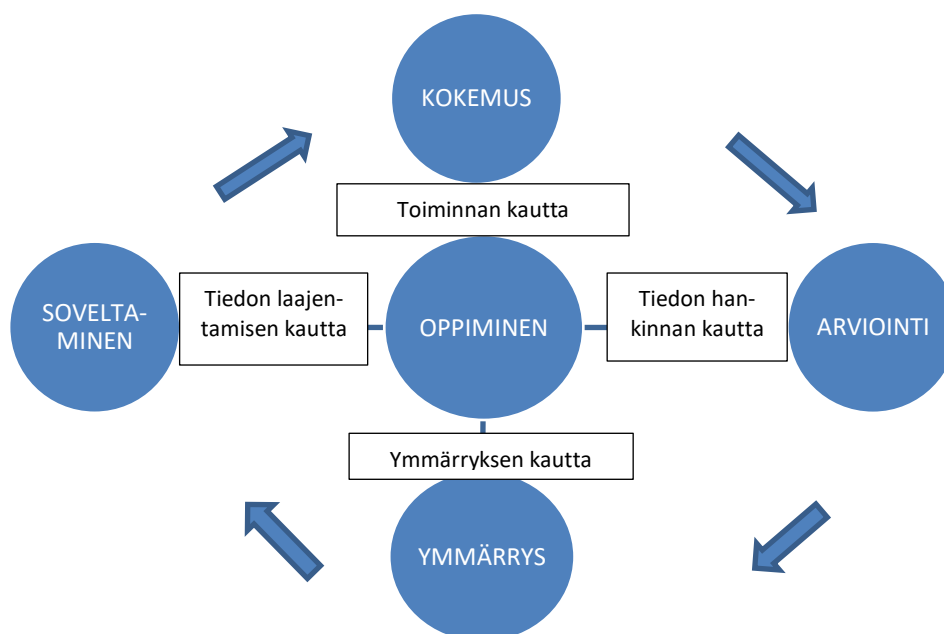 KOKEMUS
Toiminnan kautta
SOVELTA-
MINEN
Tiedon laajen-
tamisen kautta
OPPIMINEN
Tiedon han-
kinnan kautta
ARVIOINTI
Ymmärryksen kautta
YMMÄRRYS